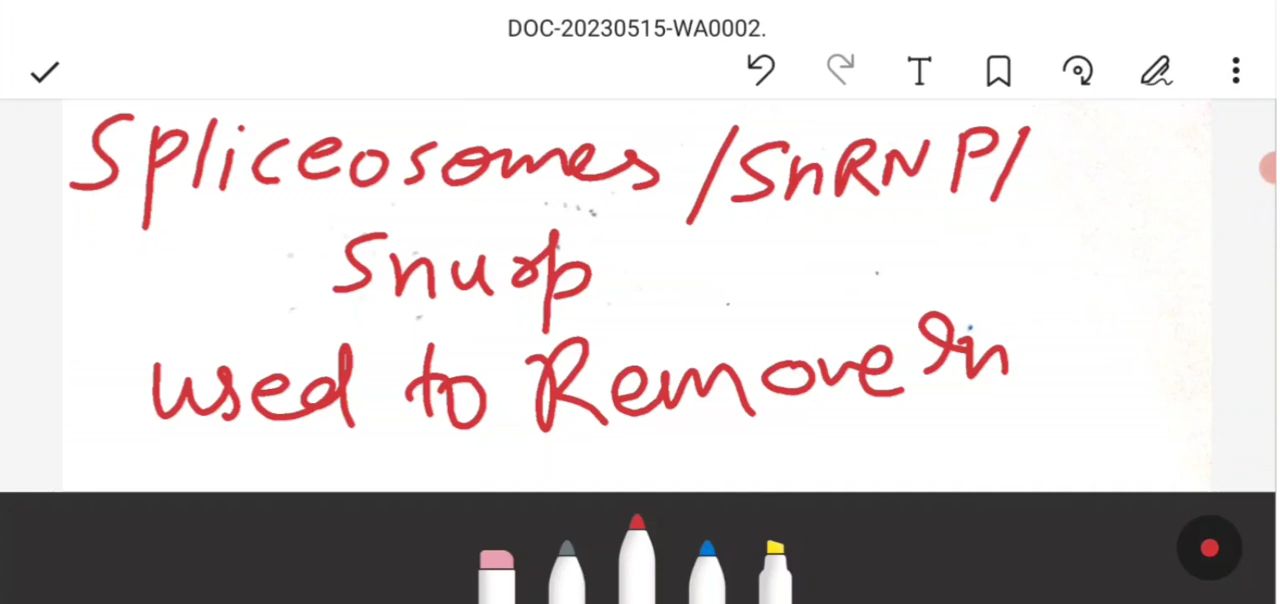 DOC-20230515-WA0002.
T
Spliceosomes /SnRNP/
Snurp
used to Remove In